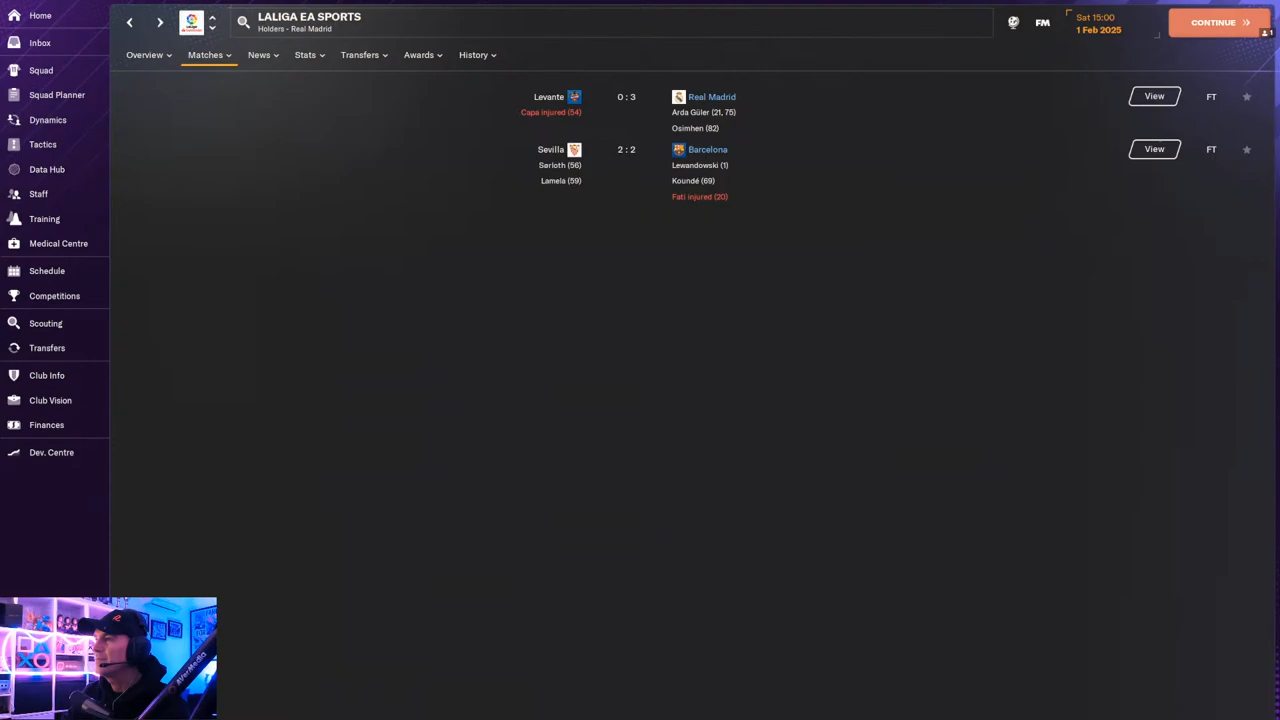 Home
Inbox
Squad
Squad Planner
Dynamics
Tactics
Data Hub
Staff
Training
Medical Centre
Schedule
Competitions
Scouting
Transfers
Club Info
Club Vision
Finances
Dev. Centre
LALIGA EA SPORTS
Holders - Real Madrid
FM
Sat 15:00
1 Feb 2025
CONTINUE
1
Overview
Matches
News
Stats
Transfers
Awards
History
Levante 0 : 3 Real Madrid View FT
Capa injured (54) Arda Güler (21, 75)
Osimhen (82)
Sevilla 2 : 2 Barcelona View FT
Sørloth (56) Lewandowski (1)
Lamela (59) Koundé (69)
Fati injured (20)
AVerMedia